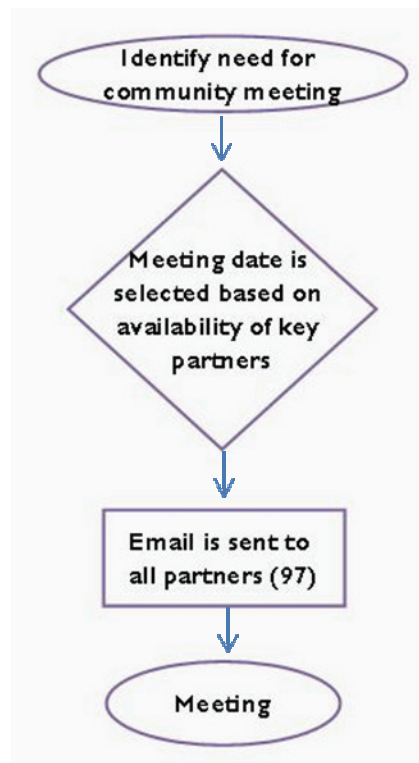 Identify need for
community meeting
Meeting date is
selected based on
availability of key
partners
Email is sent to
all partners (97)
Meeting